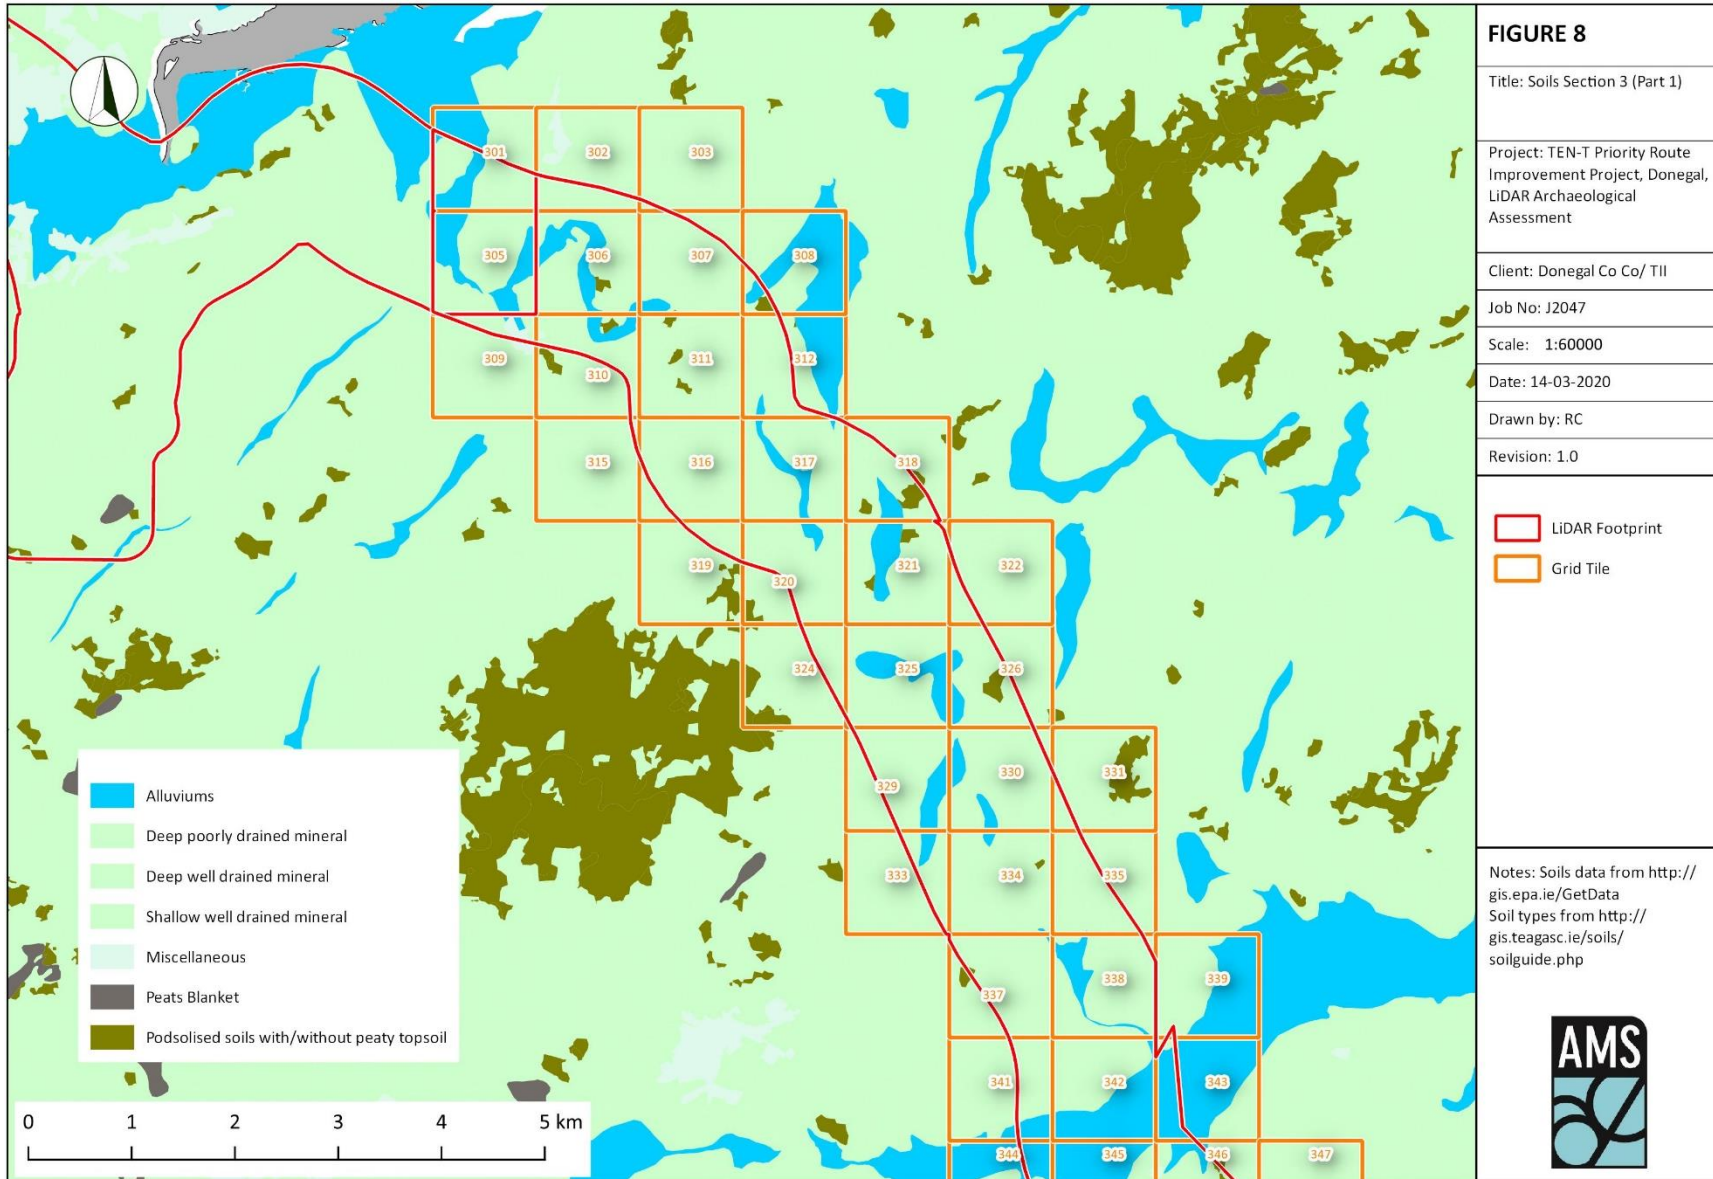 FIGURE 8
Title: Soils Section 3 (Part 1)
Project: TEN-T Priority Route
Improvement Project, Donegal,
LiDAR Archaeological
Assessment
Client: Donegal Co Co/ TII
Job No: J2047
Scale: 1:60000
Date: 14-03-2020
Drawn by: RC
Revision: 1.0
LiDAR Footprint
Grid Tile
Notes: Soils data from http://
gis.epa.ie/GetData
Soil types from http://
gis.teagasc.ie/soils/
soilguide.php
AMS
301 302 303
305 306 307 308
309 310 311 312
315 316 317 318
319 320 321 322
324 325 326
329 330 331
333 334 335
337 338 339
341 342 343
344 345 346 347
Alluviums
Deep poorly drained mineral
Deep well drained mineral
Shallow well drained mineral
Miscellaneous
Peats Blanket
Podsolised soils with/without peaty topsoil
0 1 2 3 4 5 km